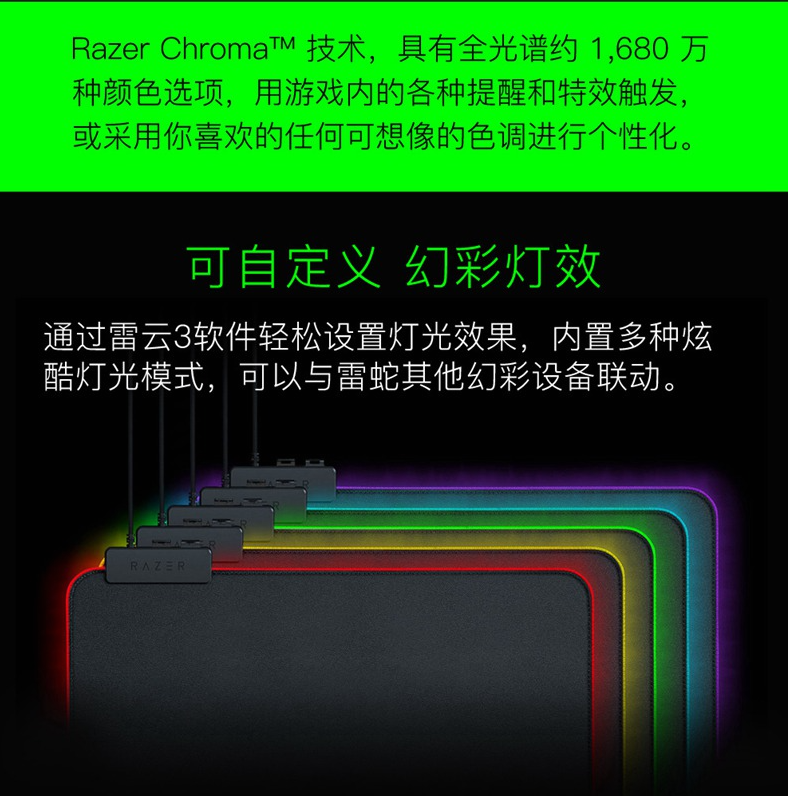 Razer Chroma™ 技术，具有全光谱约 1,680 万
种颜色选项，用游戏内的各种提醒和特效触发，
或采用你喜欢的任何可想像的色调进行个性化。
可自定义 幻彩灯效
通过雷云3软件轻松设置灯光效果，内置多种炫
酷灯光模式，可以与雷蛇其他幻彩设备联动。
RAZER